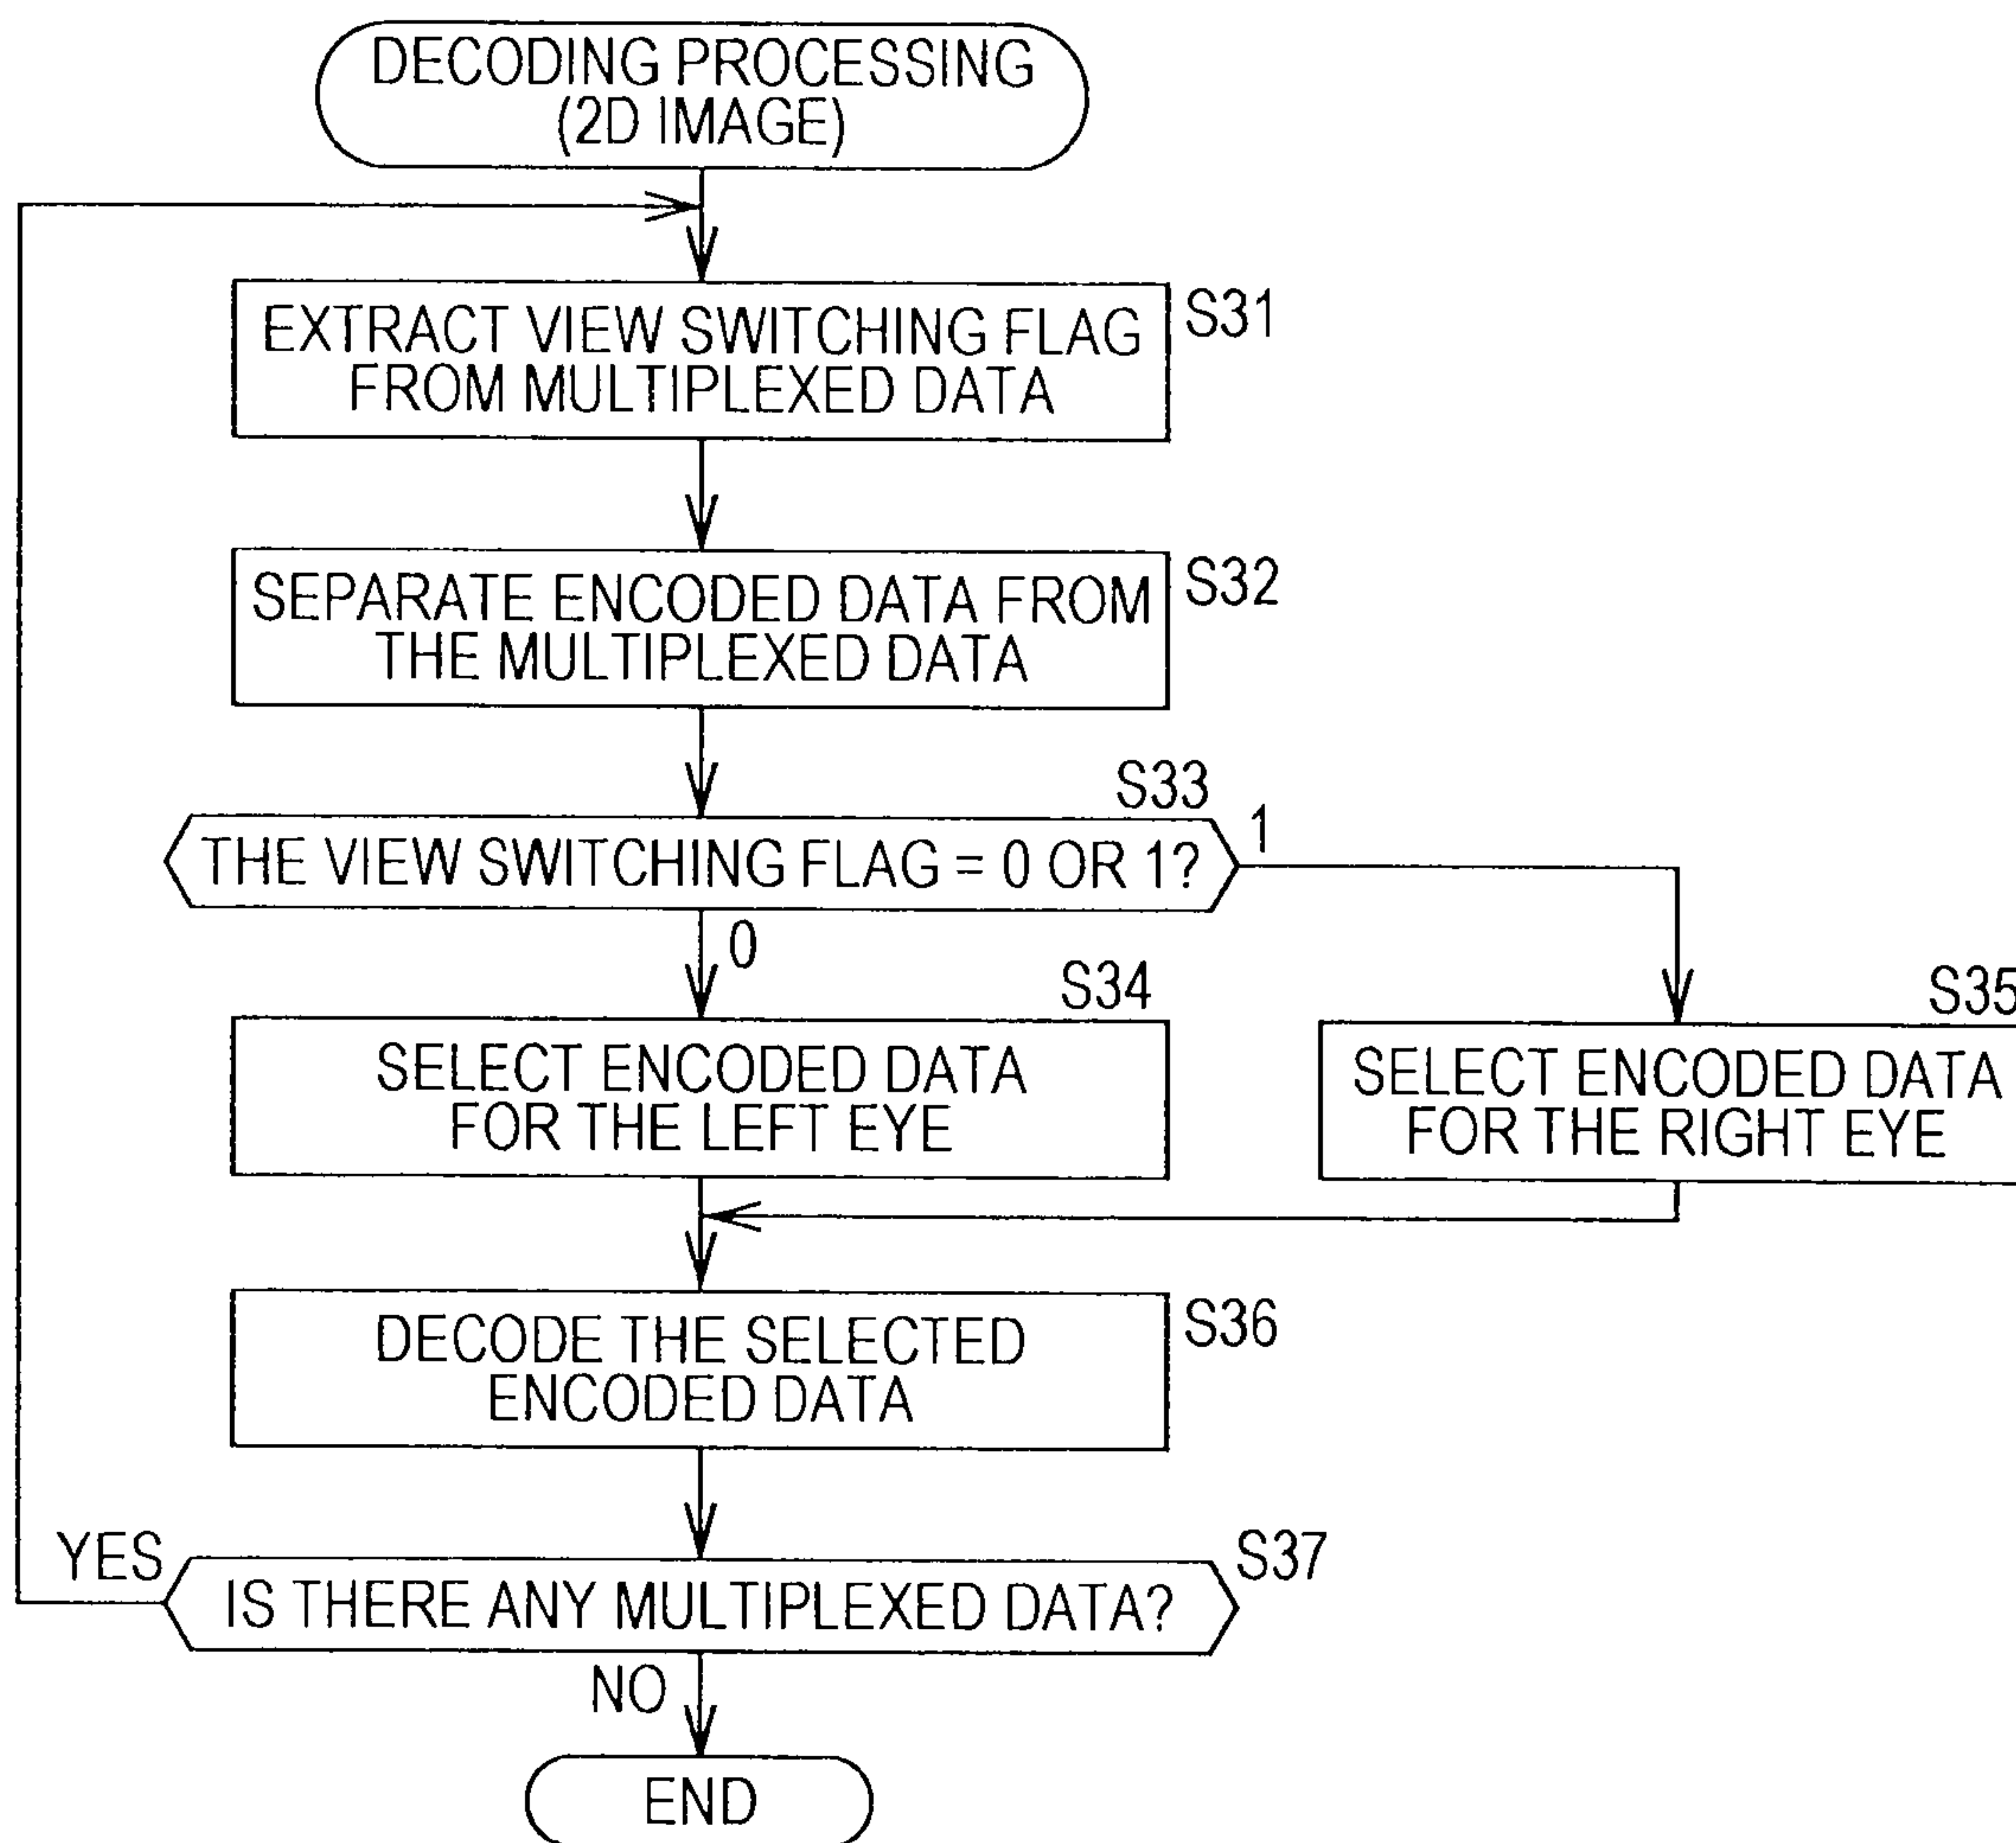 DECODING PROCESSING
(2D IMAGE)
EXTRACT VIEW SWITCHING FLAG
FROM MULTIPLEXED DATA
S31
SEPARATE ENCODED DATA FROM
THE MULTIPLEXED DATA
S32
S33
THE VIEW SWITCHING FLAG = 0 OR 1?
1
0
S34
SELECT ENCODED DATA
FOR THE LEFT EYE
S35
SELECT ENCODED DATA
FOR THE RIGHT EYE
DECODE THE SELECTED
ENCODED DATA
S36
YES
IS THERE ANY MULTIPLEXED DATA?
S37
NO
END